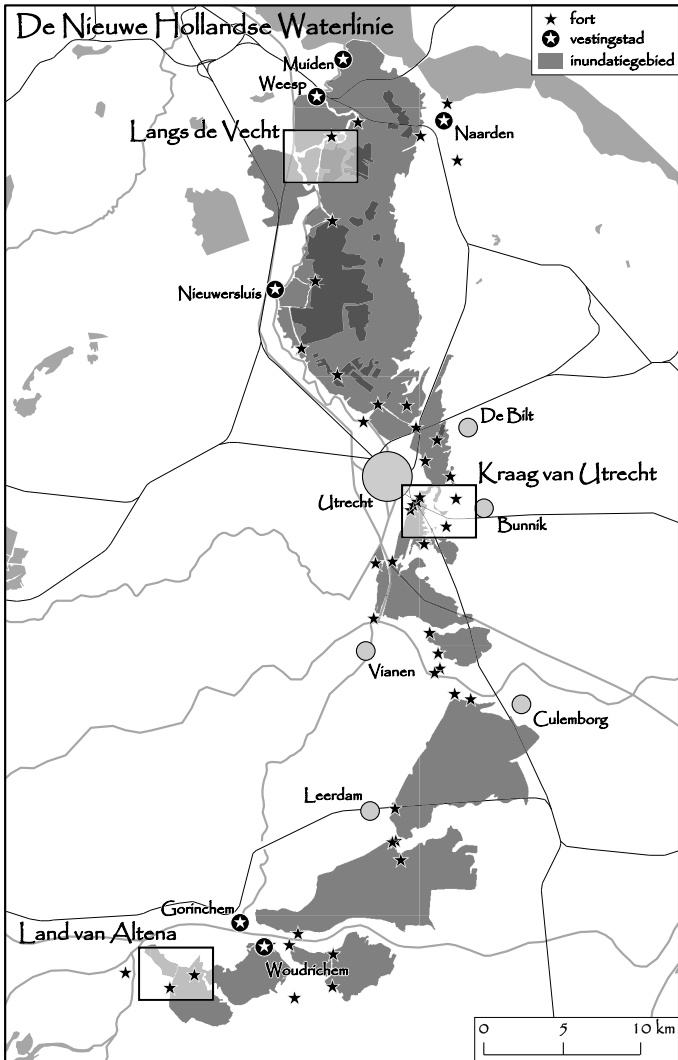 De Nieuwe Hollandse Waterlinie
fort
vestingstad
inundatiegebied
Muiden
Weesp
Naarden
Langs de Vecht
Nieuwersluis
De Bilt
Kraag van Utrecht
Utrecht
Bunnik
Vianen
Culemborg
Leerdam
Gorinchem
Land van Altena
Woudrichem
0 5 10 km